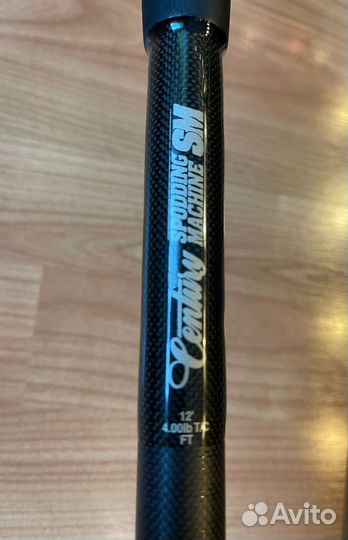 Century SPODDING
MACHINE SM
12'
4.00lb T/C
FT
Avito